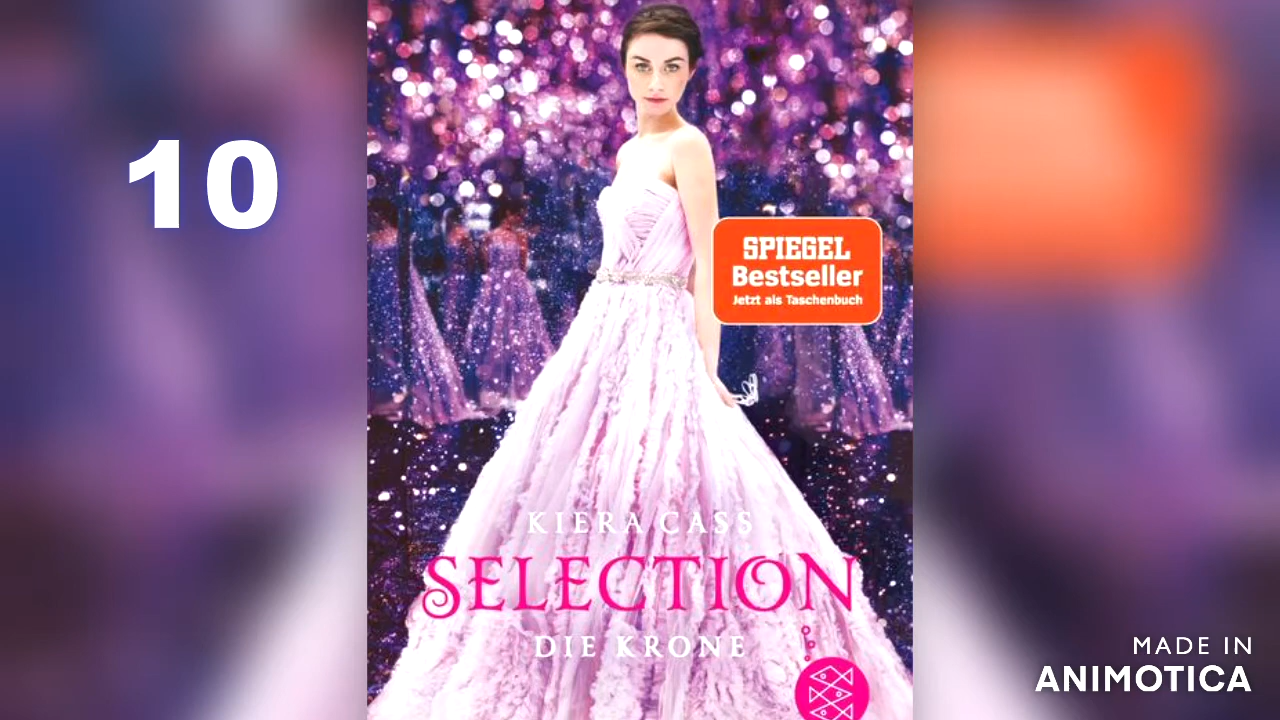 10
SPIEGEL
Bestseller
Jetzt als Taschenbuch
KIERA CASS
SELECTION
DIE KRONE
MADE IN
ANIMOTICA